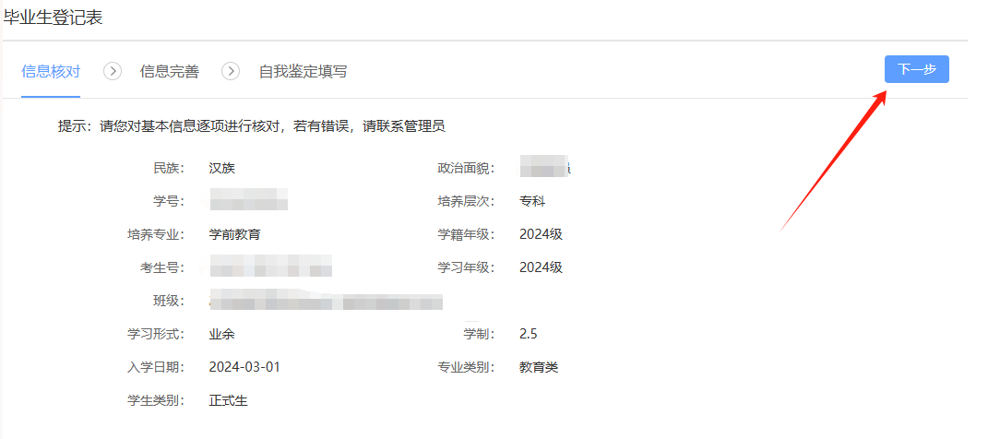 毕业生登记表
信息核对 信息完善 自我鉴定填写 下一步
提示：请您对基本信息逐项进行核对，若有错误，请联系管理员
民族： 汉族 政治面貌：
学号： 培养层次： 专科
培养专业： 学前教育 学籍年级： 2024级
考生号： 学习年级： 2024级
班级：
学习形式： 业余 学制： 2.5
入学日期： 2024-03-01 专业类别： 教育类
学生类别： 正式生